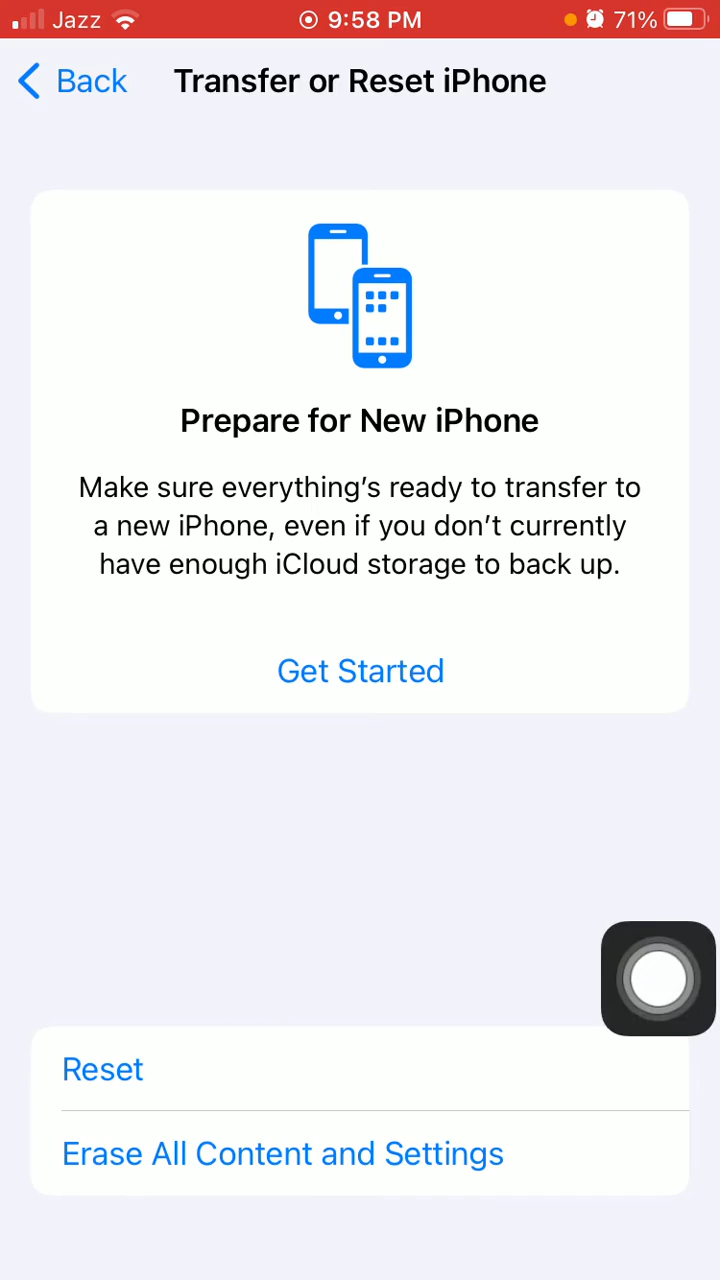 Jazz 9:58 PM 71%
Back Transfer or Reset iPhone
Prepare for New iPhone
Make sure everything’s ready to transfer to
a new iPhone, even if you don’t currently
have enough iCloud storage to back up.
Get Started
Reset
Erase All Content and Settings